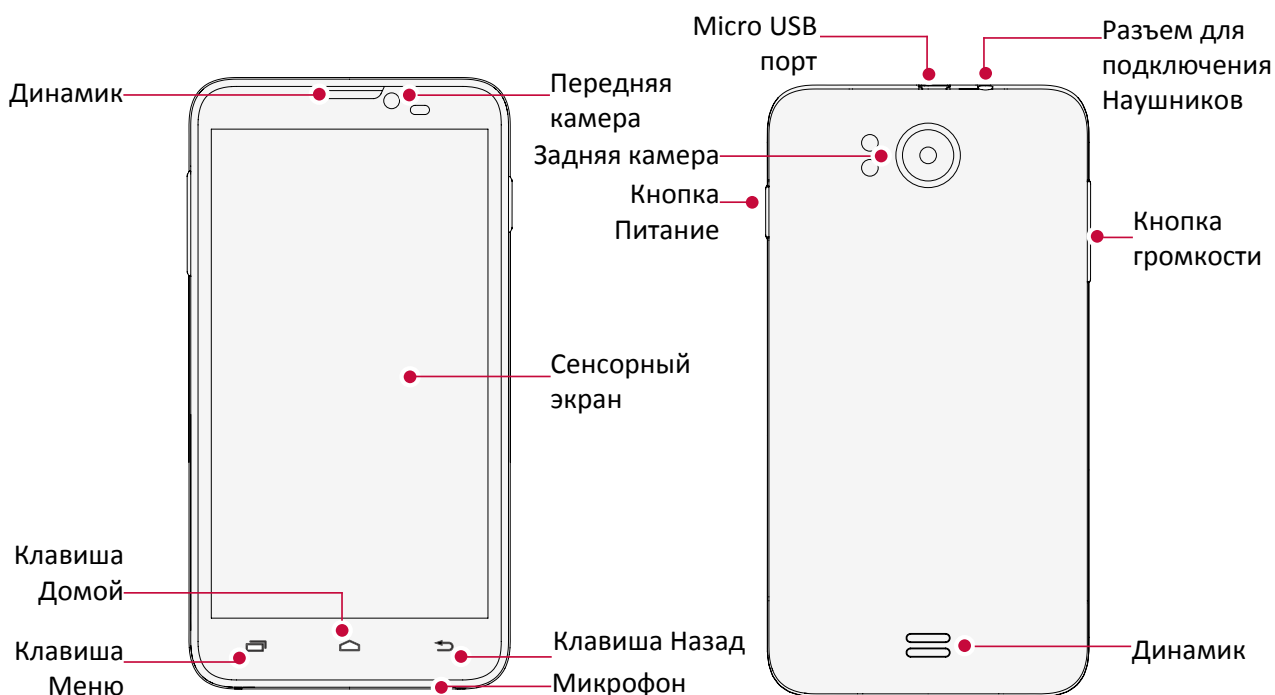 Динамик
Передняя
камера
Сенсорный
экран
Клавиша
Домой
Клавиша
Меню
Клавиша Назад
Микрофон
Micro USB
порт
Разъем для
подключения
Наушников
Задняя камера
Кнопка
Питание
Кнопка
громкости
Динамик